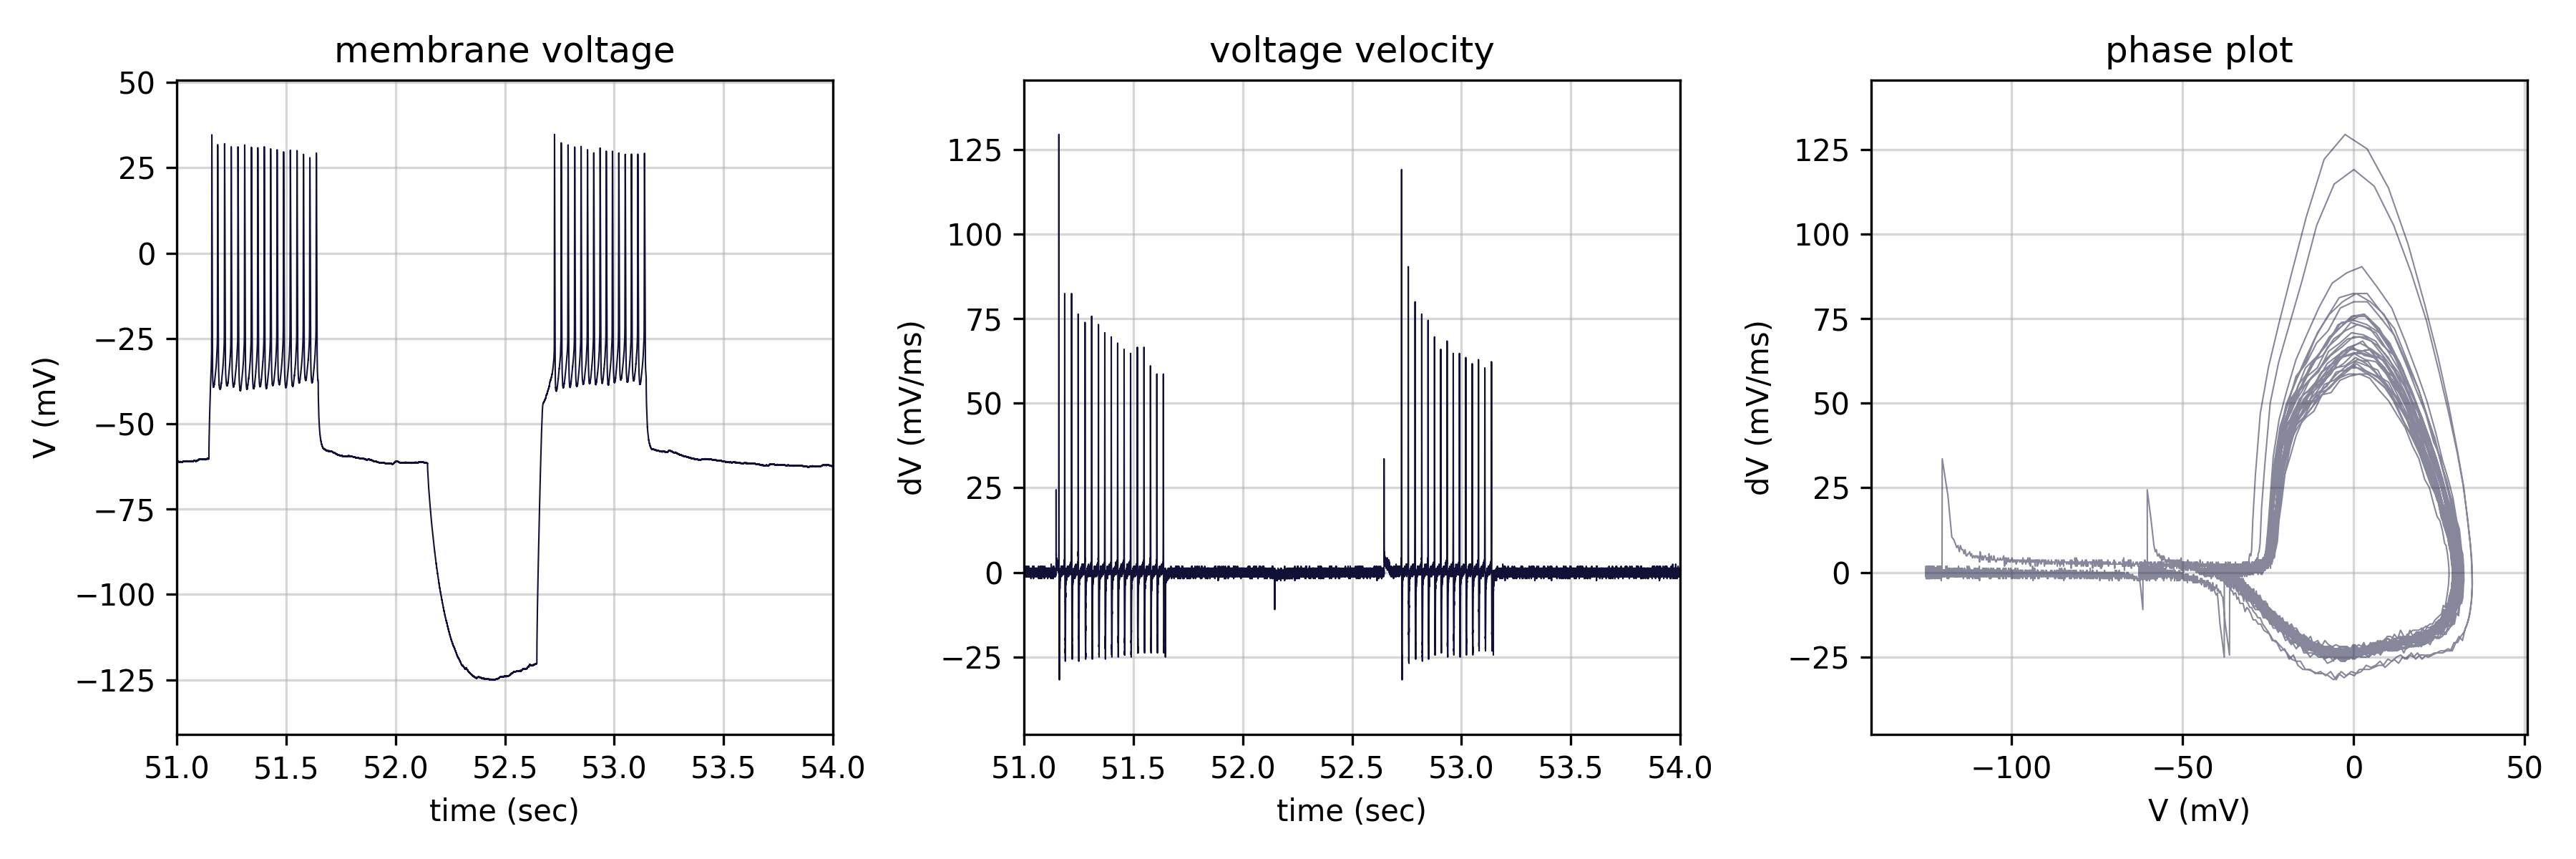 membrane voltage
50
25
0
−25
−50
−75
−100
−125
V (mV)
51.0 51.5 52.0 52.5 53.0 53.5 54.0
time (sec)
voltage velocity
125
100
75
50
25
0
−25
dV (mV/ms)
51.0 51.5 52.0 52.5 53.0 53.5 54.0
time (sec)
phase plot
125
100
75
50
25
0
−25
dV (mV/ms)
−100 −50 0 50
V (mV)